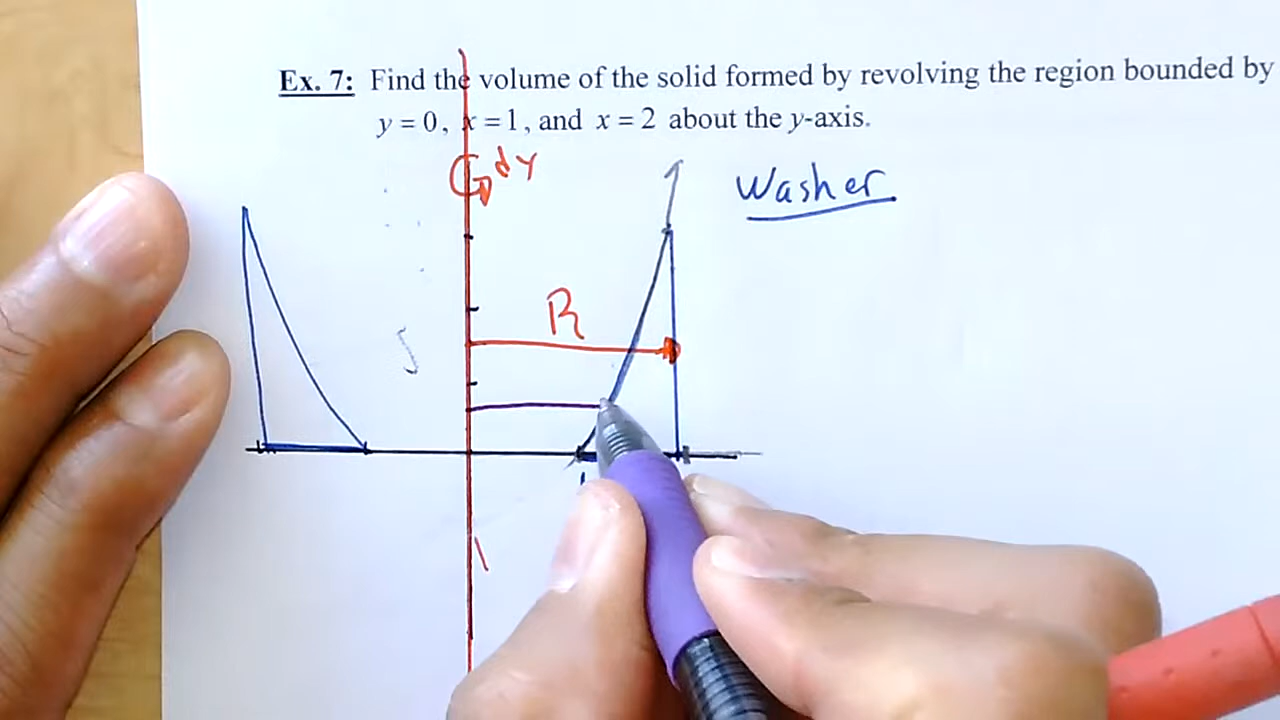 Ex. 7: Find the volume of the solid formed by revolving the region bounded by
y = 0, x = 1, and x = 2 about the y-axis.
dy
Washer
R